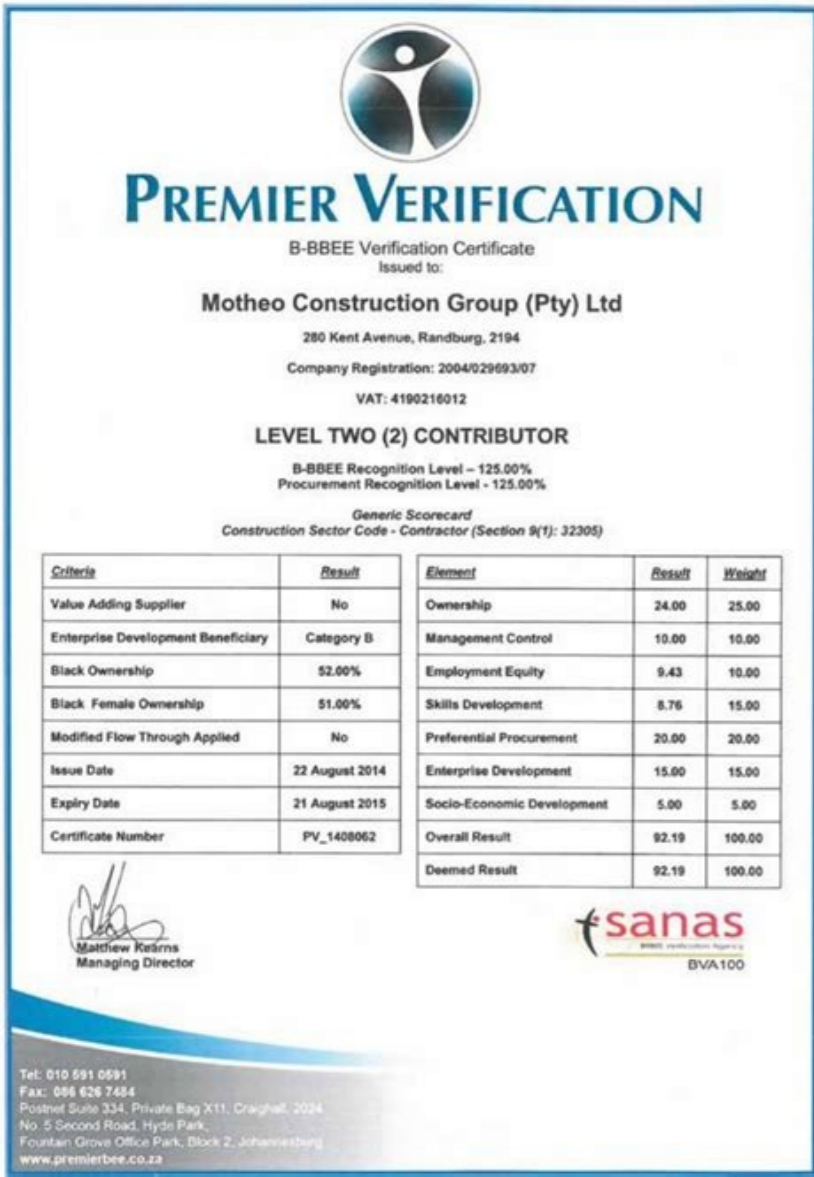 PREMIER VERIFICATION
B-BBEE Verification Certificate
Issued to:
Motheo Construction Group (Pty) Ltd
280 Kent Avenue, Randburg, 2194
Company Registration: 2004/029693/07
VAT: 4190216012
LEVEL TWO (2) CONTRIBUTOR
B-BBEE Recognition Level – 125.00%
Procurement Recognition Level - 125.00%
Generic Scorecard
Construction Sector Code - Contractor (Section 9(1): 32305)
Criteria Result
Value Adding Supplier No
Enterprise Development Beneficiary Category B
Black Ownership 52.00%
Black Female Ownership 51.00%
Modified Flow Through Applied No
Issue Date 22 August 2014
Expiry Date 21 August 2015
Certificate Number PV_1408062
Element Result Weight
Ownership 24.00 25.00
Management Control 10.00 10.00
Employment Equity 9.43 10.00
Skills Development 8.76 15.00
Preferential Procurement 20.00 20.00
Enterprise Development 15.00 15.00
Socio-Economic Development 5.00 5.00
Overall Result 92.19 100.00
Deemed Result 92.19 100.00
Matthew Kearns
Managing Director
sanas
BBBEE Verification Agency
BVA100
Tel: 010 591 0591
Fax: 086 626 7484
Postnet Suite 334, Private Bag X11, Craighall, 2024
No. 5 Second Road, Hyde Park,
Fountain Grove Office Park, Block 2, Johannesburg
www.premierbee.co.za